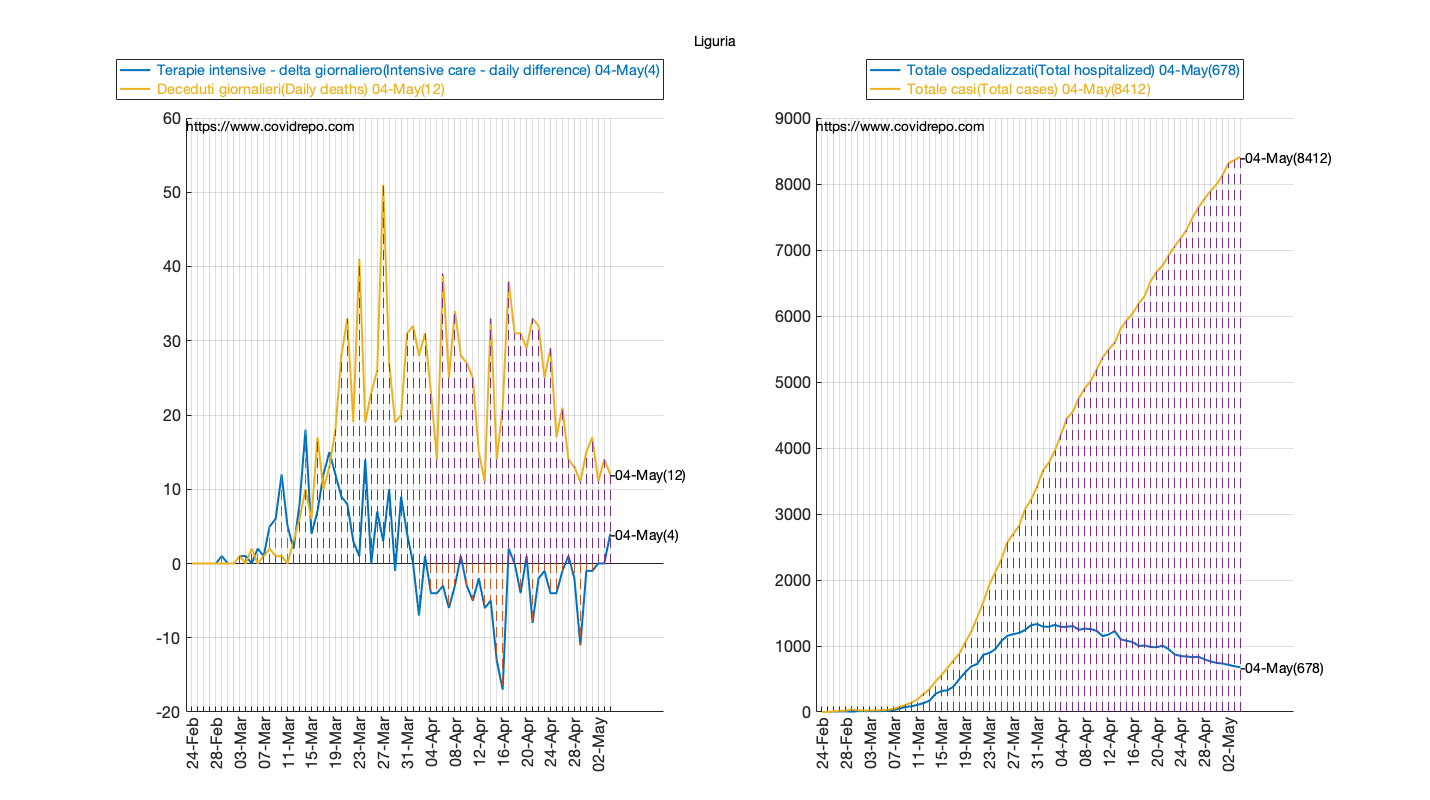 Liguria
Terapie intensive - delta giornaliero(Intensive care - daily difference) 04-May(4)
Deceduti giornalieri(Daily deaths) 04-May(12)
https://www.covidrepo.com
60
50
40
30
20
10
0
-10
-20
04-May(12)
04-May(4)
24-Feb
28-Feb
03-Mar
07-Mar
11-Mar
15-Mar
19-Mar
23-Mar
27-Mar
31-Mar
04-Apr
08-Apr
12-Apr
16-Apr
20-Apr
24-Apr
28-Apr
02-May
Totale ospedalizzati(Total hospitalized) 04-May(678)
Totale casi(Total cases) 04-May(8412)
https://www.covidrepo.com
9000
8000
7000
6000
5000
4000
3000
2000
1000
0
04-May(8412)
04-May(678)
24-Feb
28-Feb
03-Mar
07-Mar
11-Mar
15-Mar
19-Mar
23-Mar
27-Mar
31-Mar
04-Apr
08-Apr
12-Apr
16-Apr
20-Apr
24-Apr
28-Apr
02-May